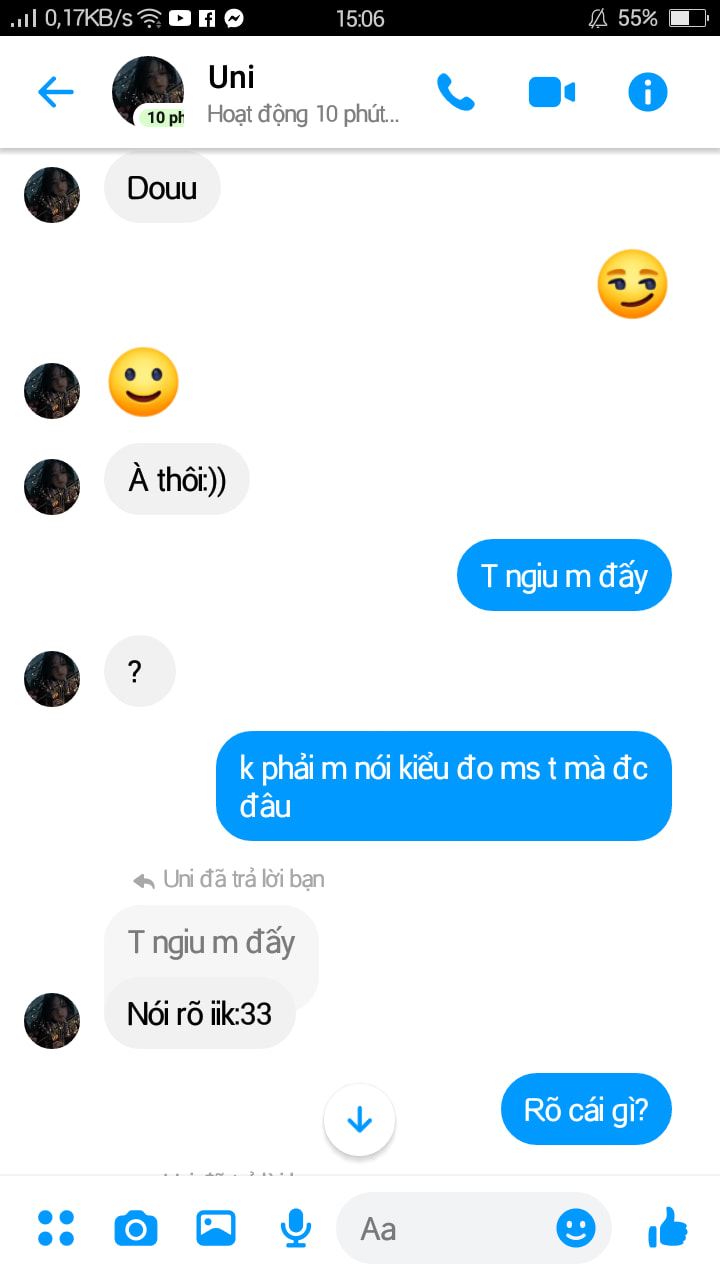 0,17KB/s
15:06
55%
Uni
10 ph
Hoạt động 10 phút...
Douu
À thôi:))
T ngiu m đấy
?
k phải m nói kiểu đo ms t mà đc
đâu
Uni đã trả lời bạn
T ngiu m đấy
Nói rõ iik:33
Rõ cái gì?
Aa